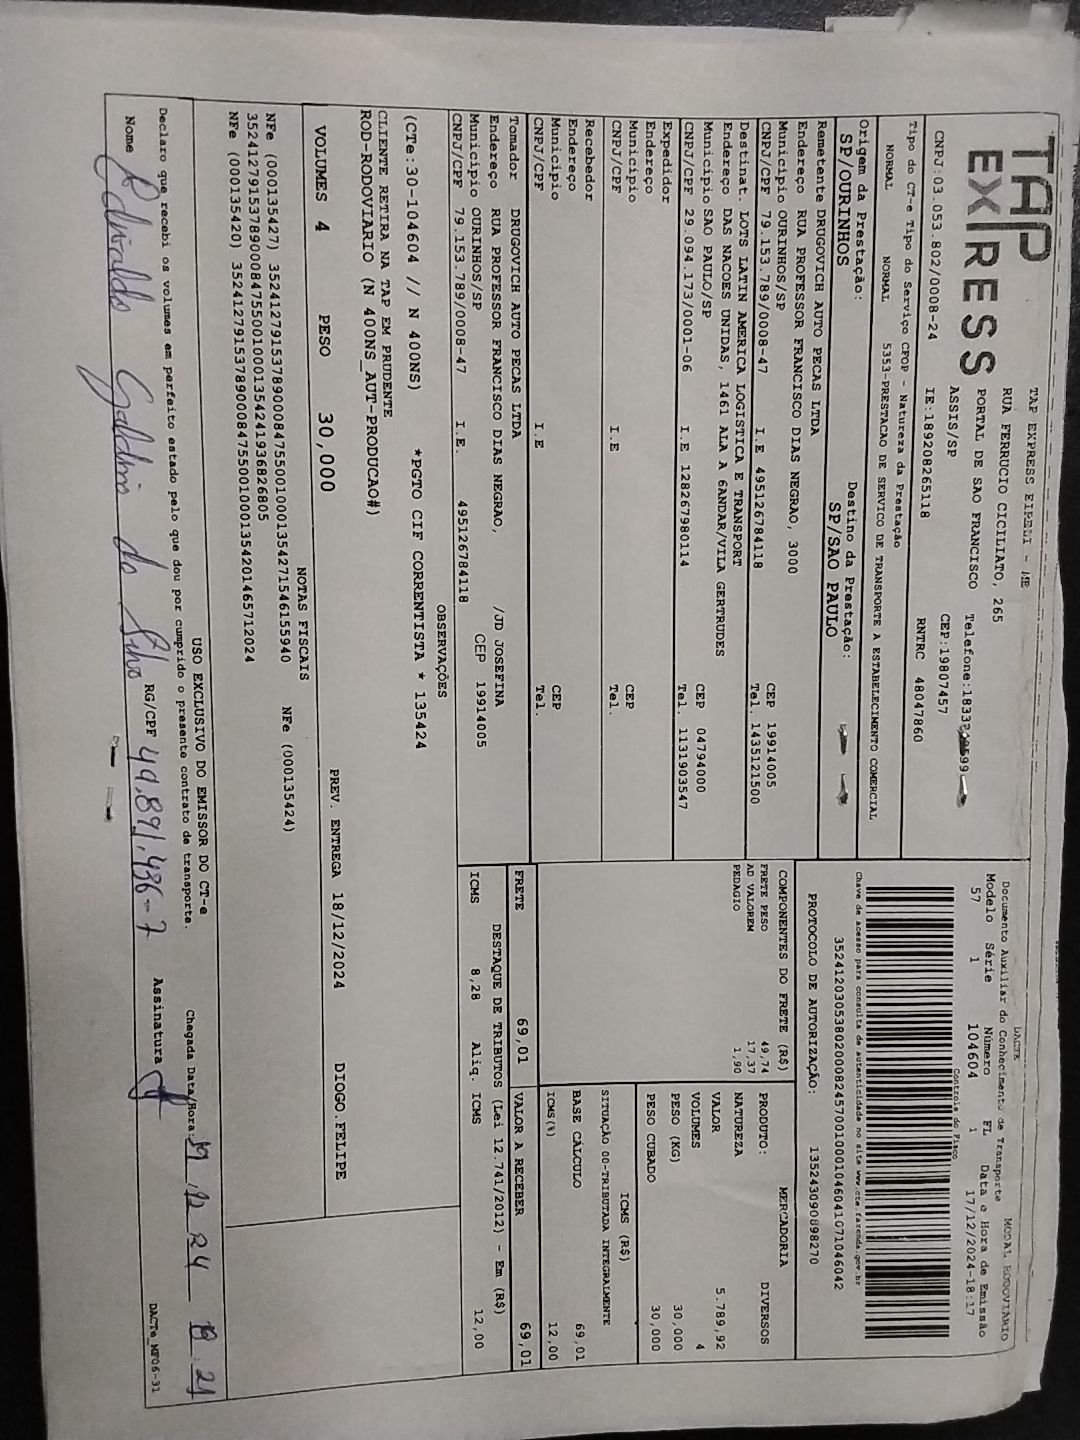 TAP
EXPRESS
TAP EXPRESS EIRELI - ME
RUA FERRUCIO CICILIATO, 265
PORTAL DE SAO FRANCISCO
ASSIS/SP
Telefone:18332 0599
CEP:19807457
CNPJ:03.053.802/0008-24
IE:189208265118
RNTRC 48047860
Tipo do CT-e Tipo do Serviço CFOP - Natureza da Prestação
NORMAL NORMAL 5353-PRESTACAO DE SERVICO DE TRANSPORTE A ESTABELECIMENTO COMERCIAL
Origem da Prestação: Destino da Prestação:
SP/OURINHOS SP/SAO PAULO
Remetente DRUGOVICH AUTO PECAS LTDA
Endereço RUA PROFESSOR FRANCISCO DIAS NEGRAO, 3000
Município OURINHOS/SP CEP 19914005
CNPJ/CPF 79.153.789/0008-47 I.E 495126784118 Tel. 1435121500
Destinat. LOTS LATIN AMERICA LOGISTICA E TRANSPORT
Endereço DAS NACOES UNIDAS, 1461 ALA A 6ANDAR/VILA GERTRUDES
Município SAO PAULO/SP CEP 04794000
CNPJ/CPF 29.094.173/0001-06 I.E 128267980114 Tel. 1131903547
Expedidor
Endereço
Município CEP
CNPJ/CPF I.E Tel.
Recebedor
Endereço
Município CEP
CNPJ/CPF I.E Tel.
Tomador DRUGOVICH AUTO PECAS LTDA
Endereço RUA PROFESSOR FRANCISCO DIAS NEGRAO, /JD JOSEFINA
Município OURINHOS/SP CEP 19914005
CNPJ/CPF 79.153.789/0008-47 I.E. 495126784118
DACTE MODAL RODOVIÁRIO
Documento Auxiliar do Conhecimento de Transporte
Modelo Série Número FL Data e Hora de Emissão
57 1 104604 1 17/12/2024-18:17
Controle do Fisco
Chave de acesso para consulta de autenticidade no site www.cte.fazenda.gov.br
35241203053802000824570010001046041071046042
PROTOCOLO DE AUTORIZAÇÃO: 135243090898270
COMPONENTES DO FRETE (R$)
FRETE PESO 49,74
AD VALOREM 17,37
PEDAGIO 1,90
PRODUTO: MERCADORIA
NATUREZA DIVERSOS
VALOR 5.789,92
VOLUMES 4
PESO (KG) 30,000
PESO CUBADO 30,000
ICMS (R$)
SITUAÇÃO 00-TRIBUTADA INTEGRALMENTE
BASE CÁLCULO 69,01
ICMS(%) 12,00
FRETE 69,01 VALOR A RECEBER 69,01
DESTAQUE DE TRIBUTOS (Lei 12.741/2012) - Em (R$)
ICMS 8,28 Aliq. ICMS 12,00
OBSERVAÇÕES
(CTe:30-104604 // N 400NS) *PGTO CIF CORRENTISTA * 135424
CLIENTE RETIRA NA TAP EM PRUDENTE
ROD-RODOVIARIO (N 400NS_AUT-PRODUCAO#)
VOLUMES 4 PESO 30,000 PREV. ENTREGA 18/12/2024 DIOGO.FELIPE
NOTAS FISCAIS
NFe (000135427) 35241279153789000847550010001354271546155940 NFe (000135424)
35241279153789000847550010001354241936826805
NFe (000135420) 35241279153789000847550010001354201465712024
USO EXCLUSIVO DO EMISSOR DO CT-e
Declaro que recebi os volumes em perfeito estado pelo que dou por cumprido o presente contrato de transporte.
Chegada Data/Hora: 19 12 24 19:21
Nome Edivaldo da Silva RG/CPF 49.891.436-7 Assinatura
DACTe_MF06-31